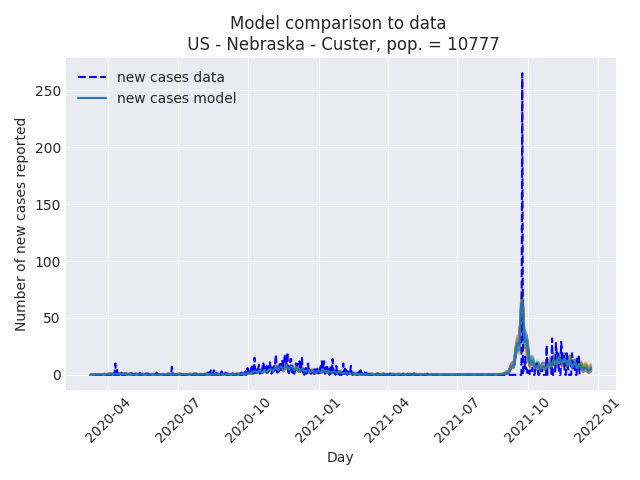 Model comparison to data
US - Nebraska - Custer, pop. = 10777
new cases data
new cases model
Number of new cases reported
250
200
150
100
50
0
2020-04
2020-07
2020-10
2021-01
2021-04
2021-07
2021-10
2022-01
Day